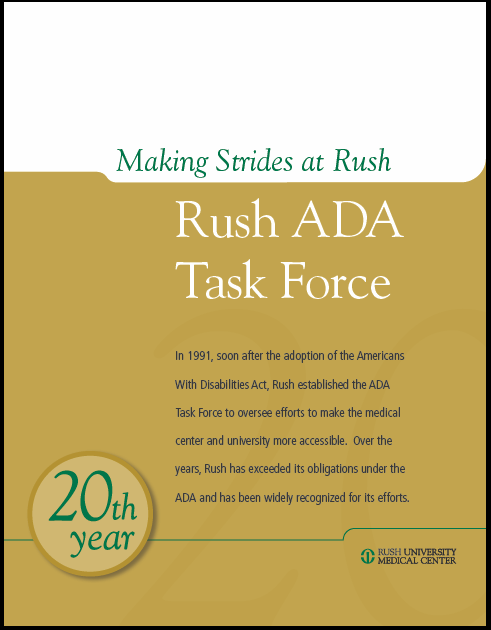 Making Strides at Rush
Rush ADA
Task Force
In 1991, soon after the adoption of the Americans
With Disabilities Act, Rush established the ADA
Task Force to oversee efforts to make the medical
center and university more accessible.  Over the
years, Rush has exceeded its obligations under the
ADA and has been widely recognized for its efforts.
20th
year
RUSH UNIVERSITY
MEDICAL CENTER